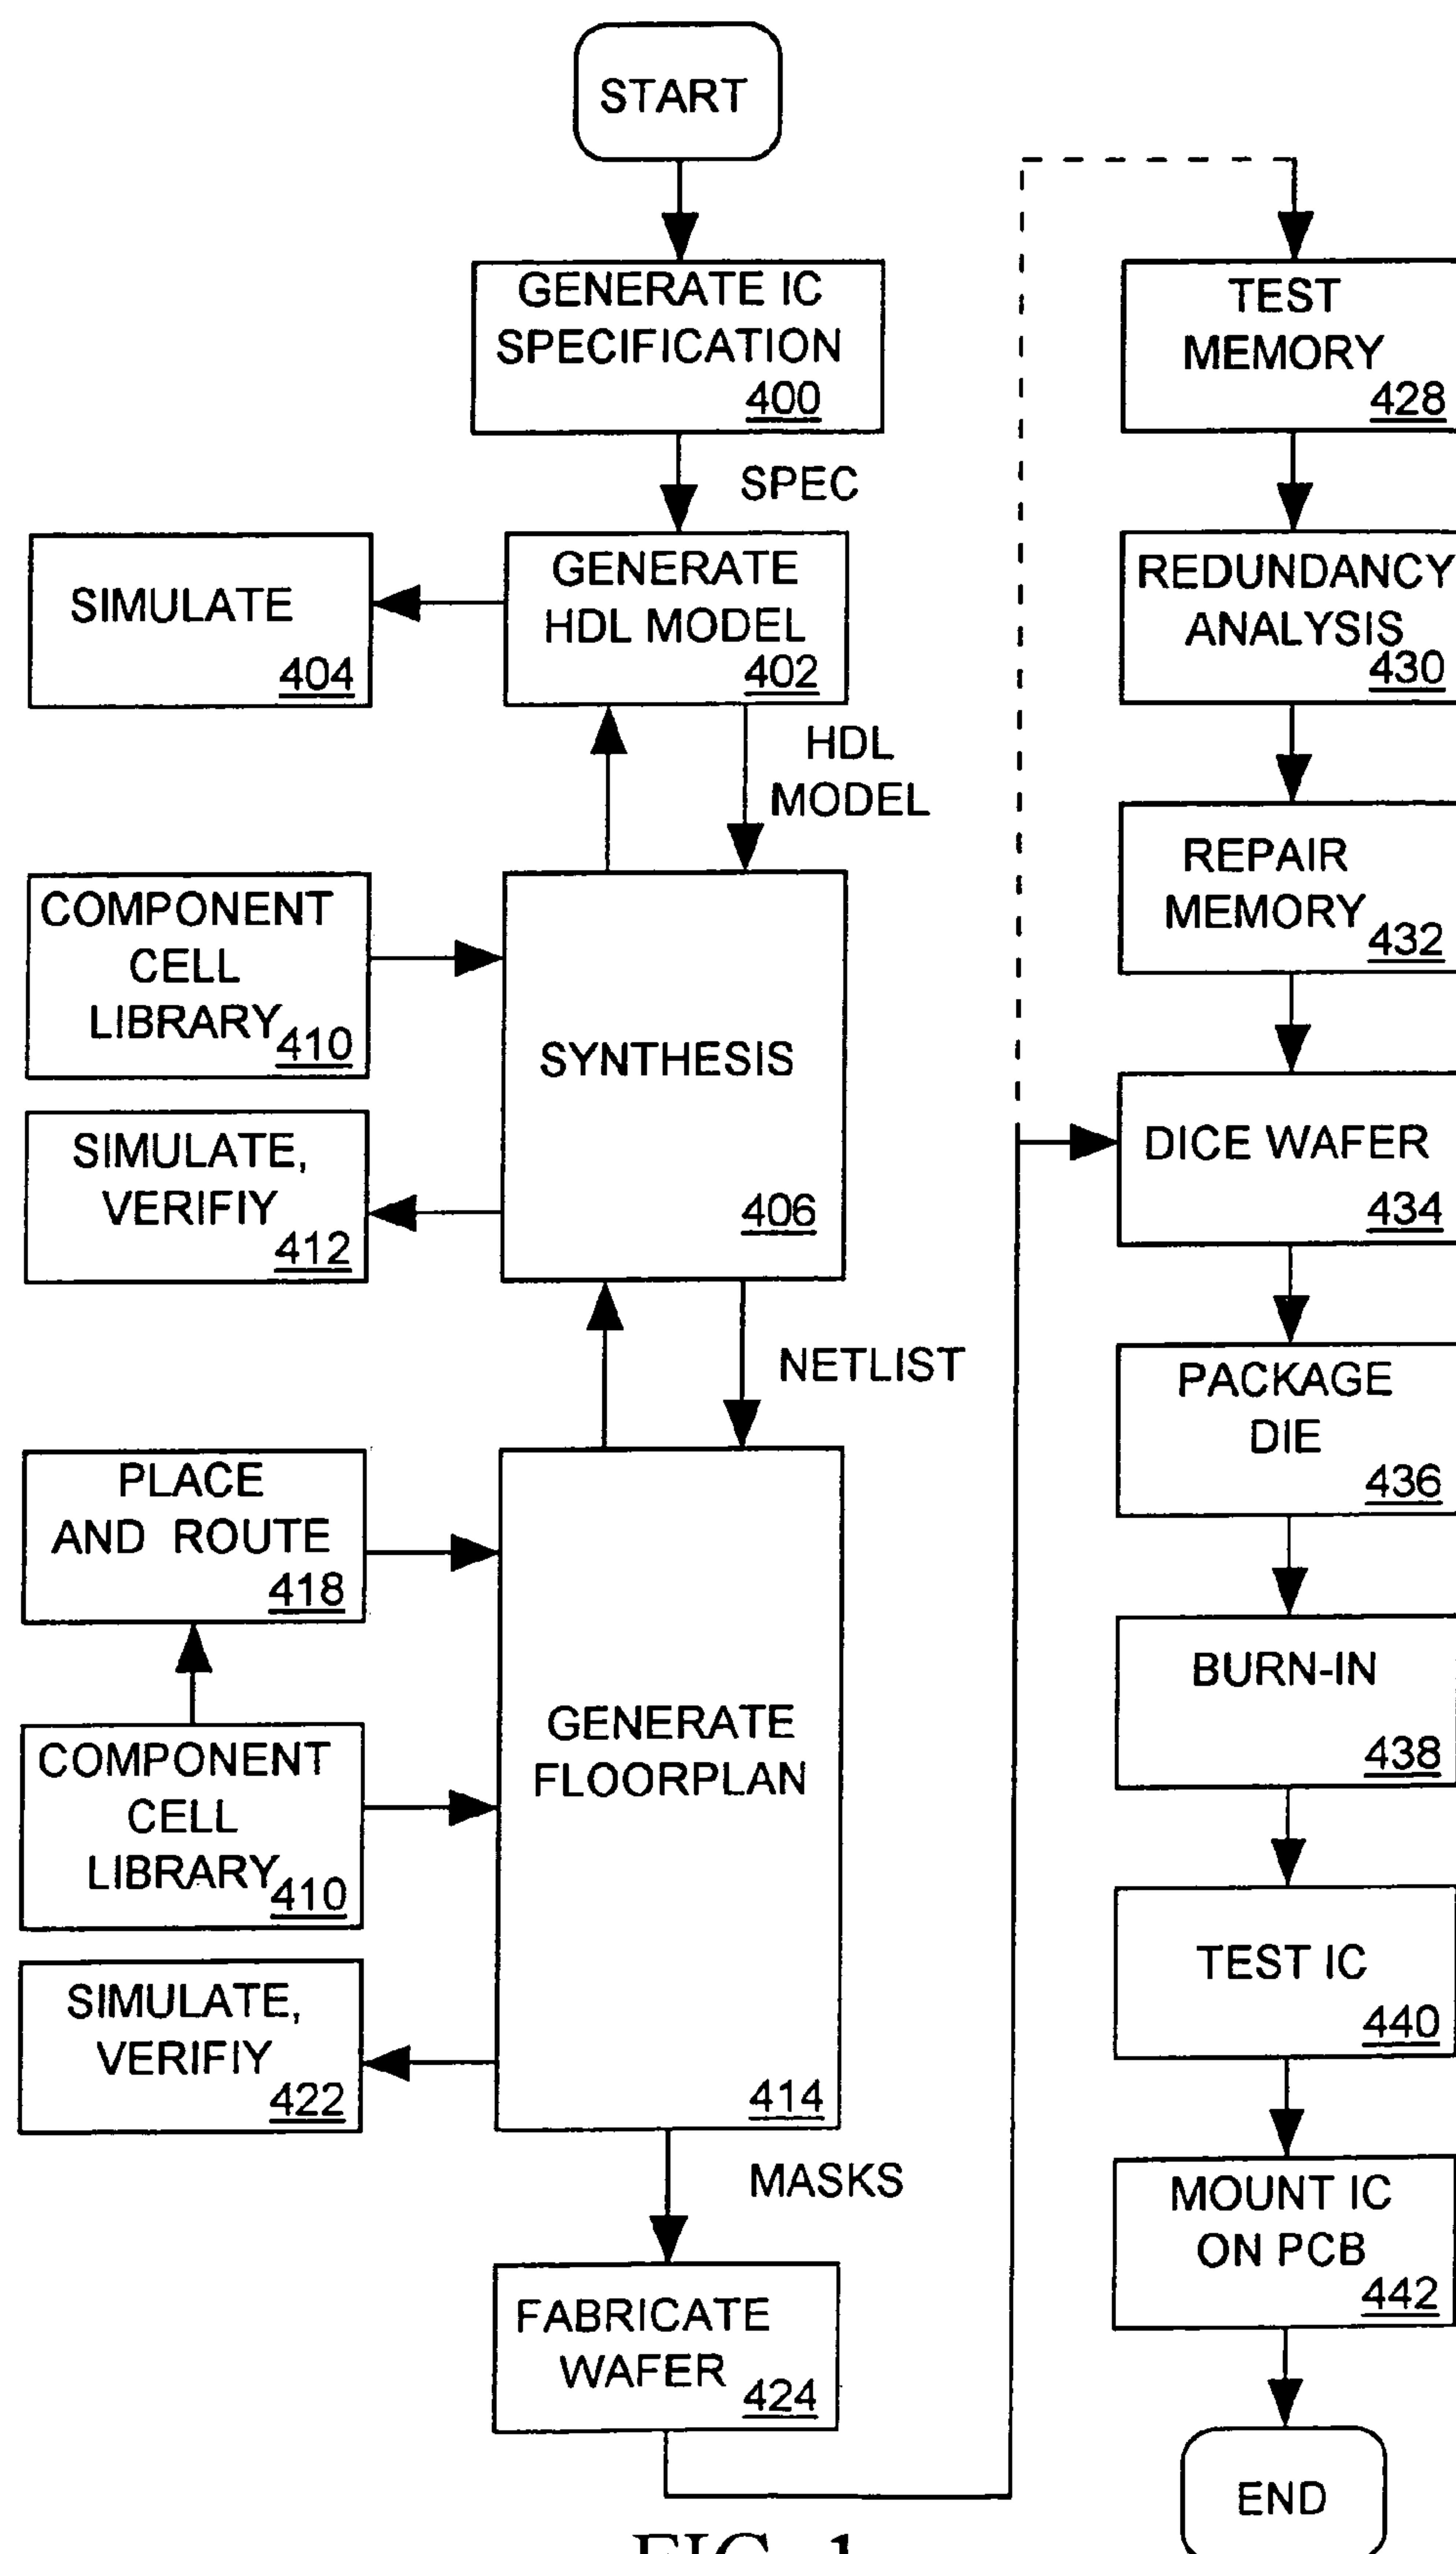 START
GENERATE IC
SPECIFICATION
400
SPEC
SIMULATE
404
GENERATE
HDL MODEL
402
HDL
MODEL
COMPONENT
CELL
LIBRARY
410
SIMULATE,
VERIFIY
412
SYNTHESIS
406
NETLIST
PLACE
AND ROUTE
418
COMPONENT
CELL
LIBRARY
410
SIMULATE,
VERIFIY
422
GENERATE
FLOORPLAN
414
MASKS
FABRICATE
WAFER
424
TEST
MEMORY
428
REDUNDANCY
ANALYSIS
430
REPAIR
MEMORY
432
DICE WAFER
434
PACKAGE
DIE
436
BURN-IN
438
TEST IC
440
MOUNT IC
ON PCB
442
END
FIG. 1